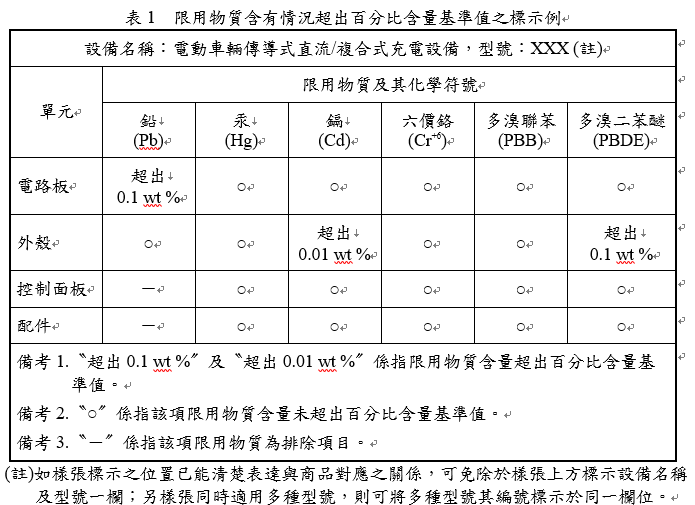 表 1　限用物質含有情況超出百分比含量基準值之標示例
設備名稱：電動車輛傳導式直流/複合式充電設備，型號：XXX (註)
單元
限用物質及其化學符號
鉛 (Pb)
汞 (Hg)
鎘 (Cd)
六價鉻 (Cr⁺⁶)
多溴聯苯 (PBB)
多溴二苯醚 (PBDE)
電路板 超出 0.1 wt % ○ ○ ○ ○ ○
外殼 ○ ○ 超出 0.01 wt % ○ ○ 超出 0.1 wt %
控制面板 － ○ ○ ○ ○ ○
配件 － ○ ○ ○ ○ ○
備考 1.〝超出 0.1 wt %〞及〝超出 0.01 wt %〞係指限用物質含量超出百分比含量基
準值。
備考 2.〝○〞係指該項限用物質含量未超出百分比含量基準值。
備考 3.〝－〞係指該項限用物質為排除項目。
(註)如樣張標示之位置已能清楚表達與商品對應之關係，可免除於樣張上方標示設備名稱
及型號一欄；另樣張同時適用多種型號，則可將多種型號其編號標示於同一欄位。